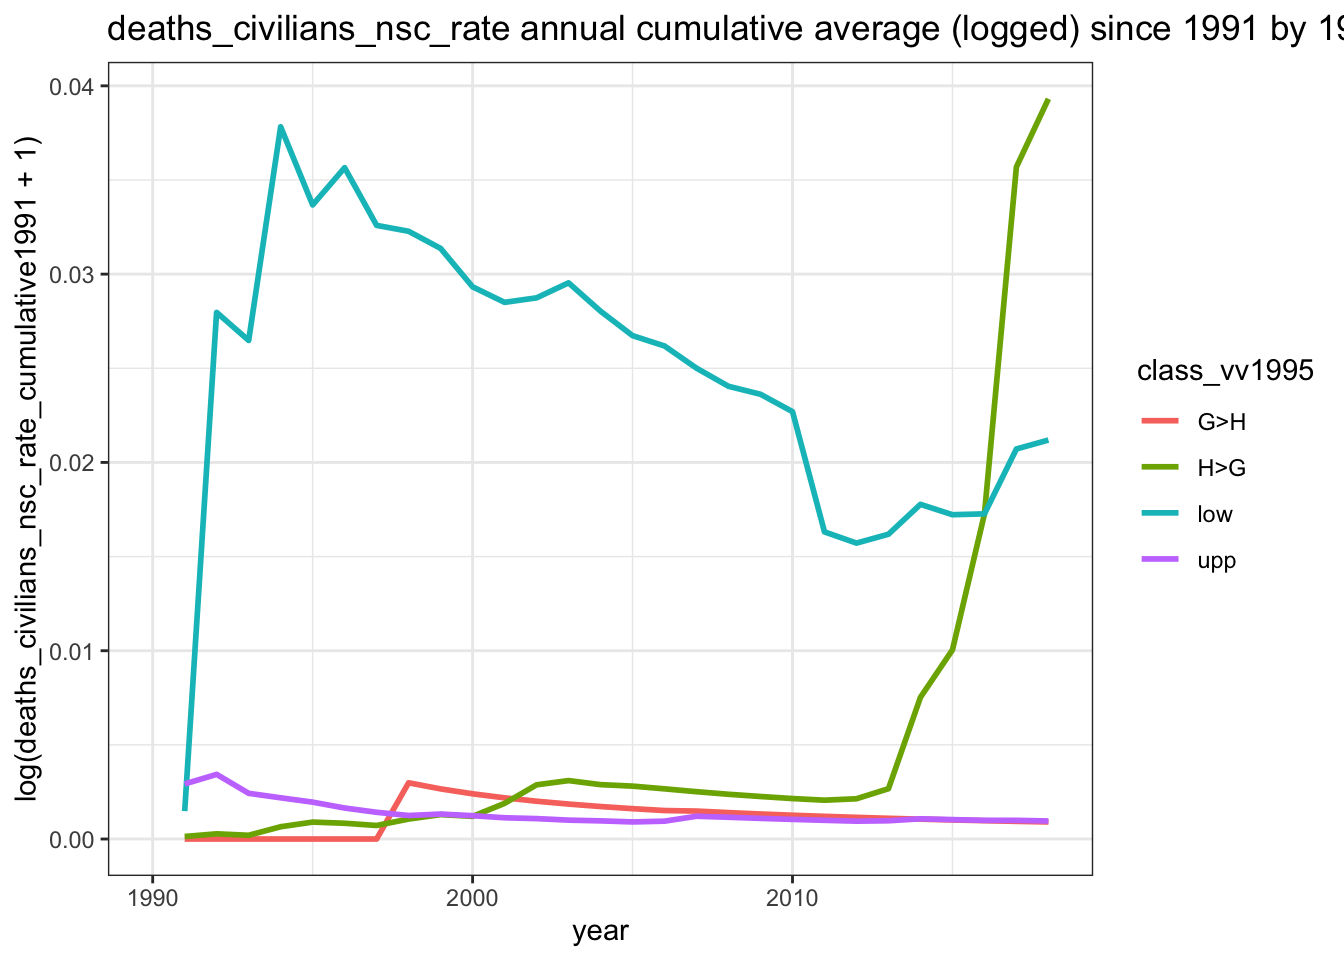 deaths_civilians_nsc_rate annual cumulative average (logged) since 1991 by 19
log(deaths_civilians_nsc_rate_cumulative1991 + 1)
0.04
0.03
0.02
0.01
0.00
1990
2000
2010
year
class_vv1995
G>H
H>G
low
upp